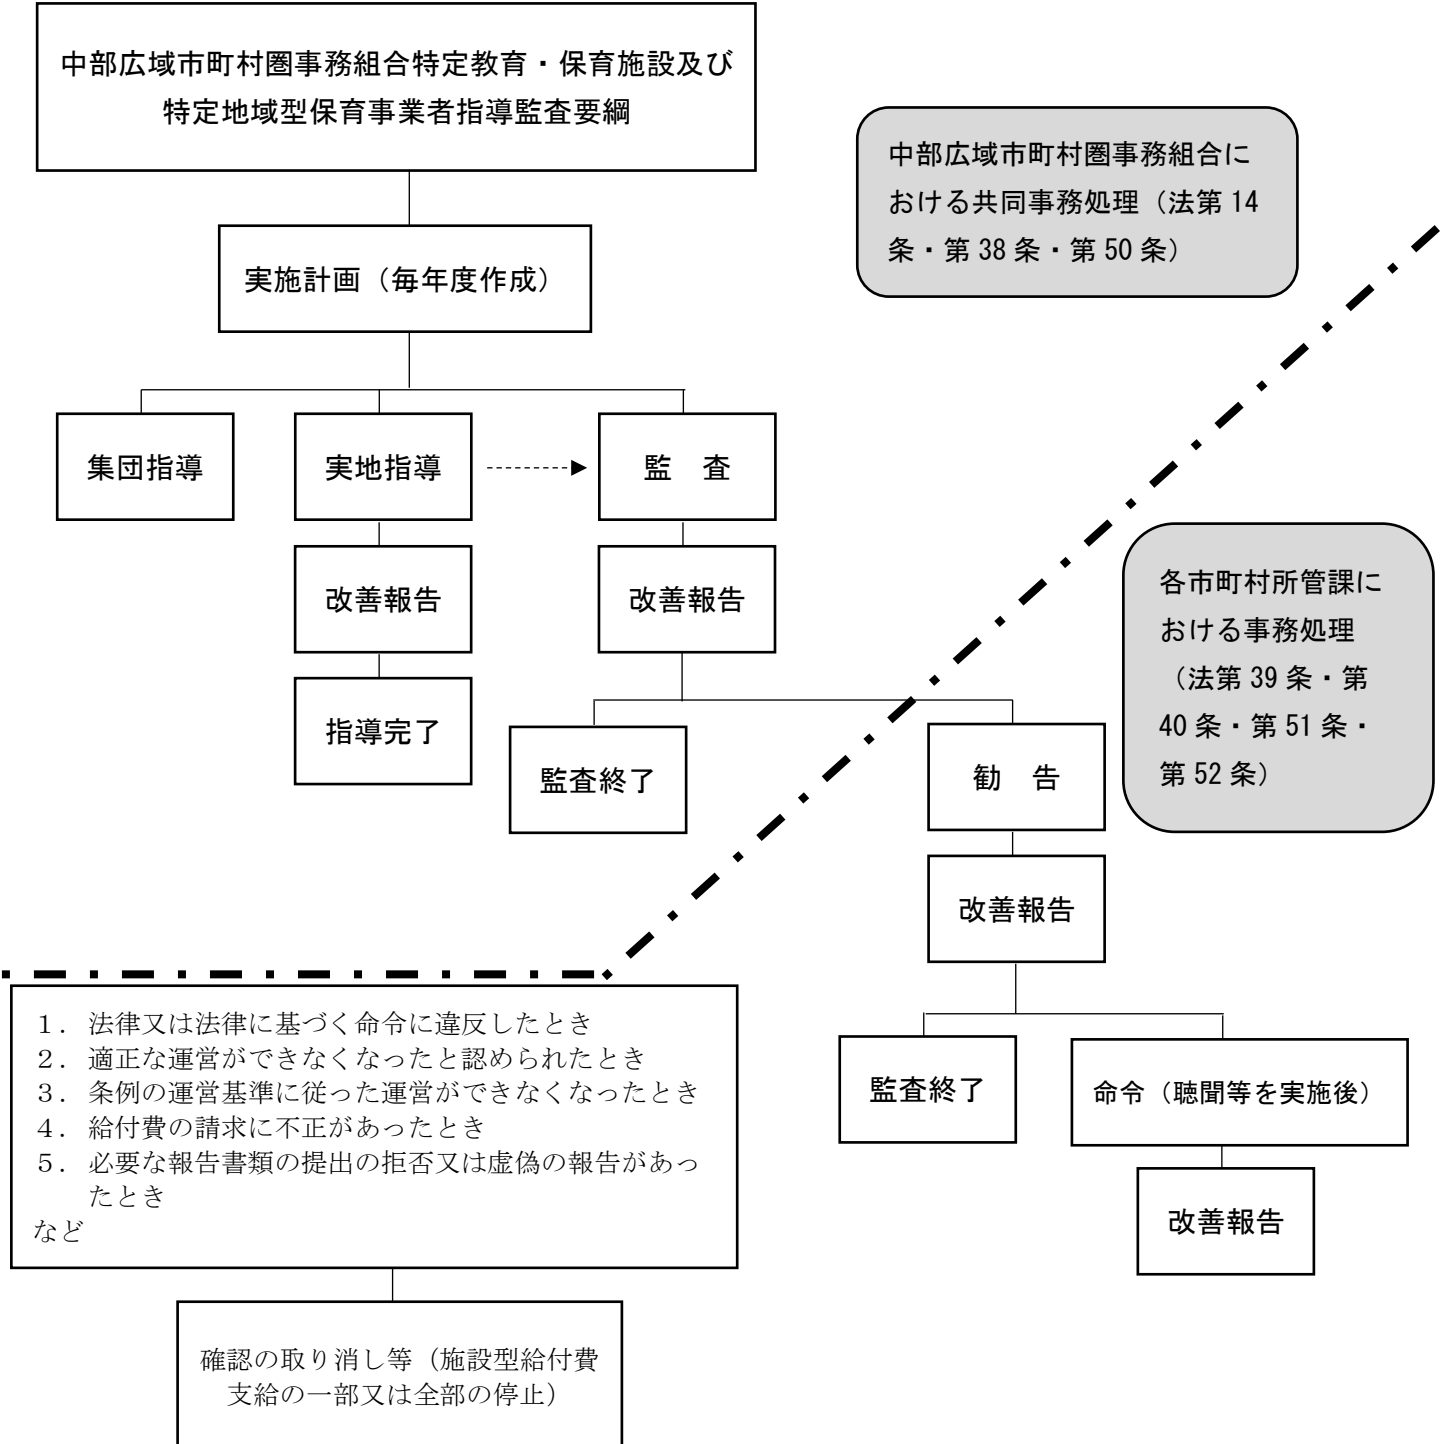 中部広域市町村圏事務組合特定教育・保育施設及び
特定地域型保育事業者指導監査要綱
中部広域市町村圏事務組合に
おける共同事務処理（法第 14
条・第 38 条・第 50 条）
実施計画（毎年度作成）
集団指導
実地指導
監　査
改善報告
改善報告
指導完了
監査終了
各市町村所管課に
おける事務処理
（法第 39 条・第
40 条・第 51 条・
第 52 条）
勧　告
改善報告
監査終了
命令（聴聞等を実施後）
改善報告
１．法律又は法律に基づく命令に違反したとき
２．適正な運営ができなくなったと認められたとき
３．条例の運営基準に従った運営ができなくなったとき
４．給付費の請求に不正があったとき
５．必要な報告書類の提出の拒否又は虚偽の報告があっ
たとき
など
確認の取り消し等（施設型給付費
支給の一部又は全部の停止）